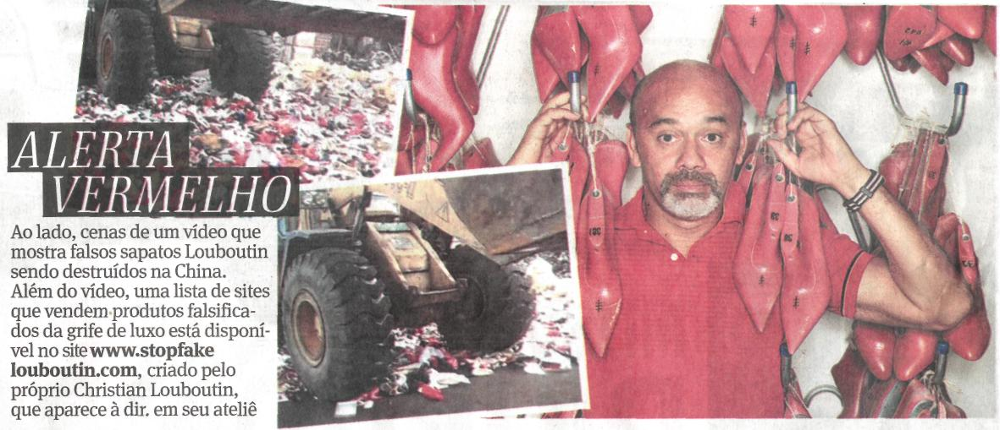 ALERTA
VERMELHO
Ao lado, cenas de um vídeo que
mostra falsos sapatos Louboutin
sendo destruídos na China.
Além do vídeo, uma lista de sites
que vendem produtos falsifica-
dos da grife de luxo está disponí-
vel no site www.stopfake
louboutin.com, criado pelo
próprio Christian Louboutin,
que aparece à dir. em seu ateliê